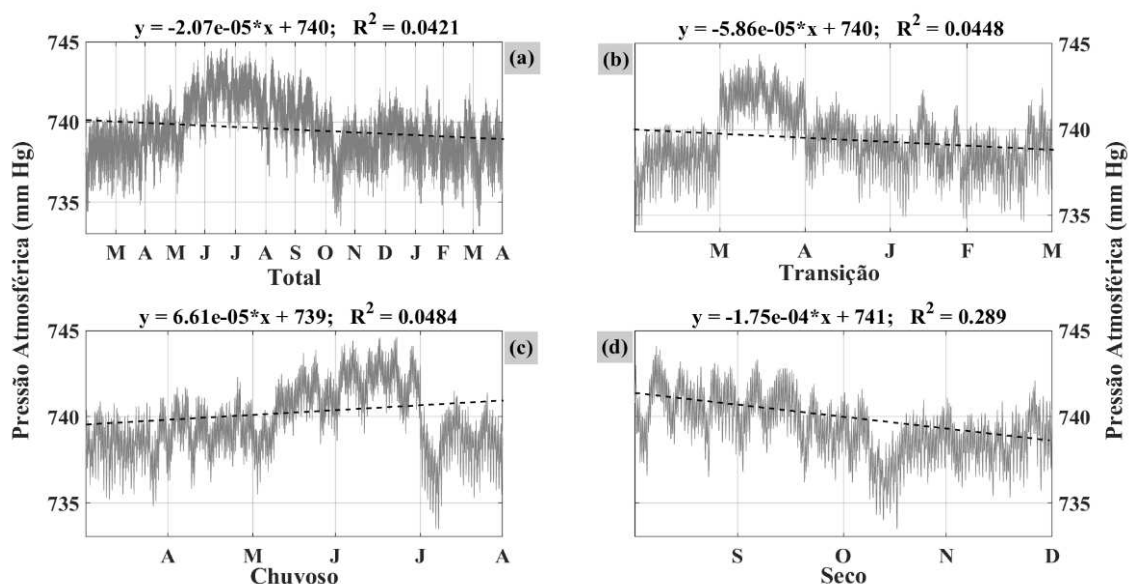 y = -2.07e-05*x + 740; R² = 0.0421
y = -5.86e-05*x + 740; R² = 0.0448
745
740
735
(a)
M A M J J A S O N D J F M A
Total
(b)
745
740
735
M A J F M
Transição
Pressão Atmosférica (mm Hg)
Pressão Atmosférica (mm Hg)
y = 6.61e-05*x + 739; R² = 0.0484
y = -1.75e-04*x + 741; R² = 0.289
745
740
735
(c)
A M J J A
Chuvoso
(d)
745
740
735
S O N D
Seco